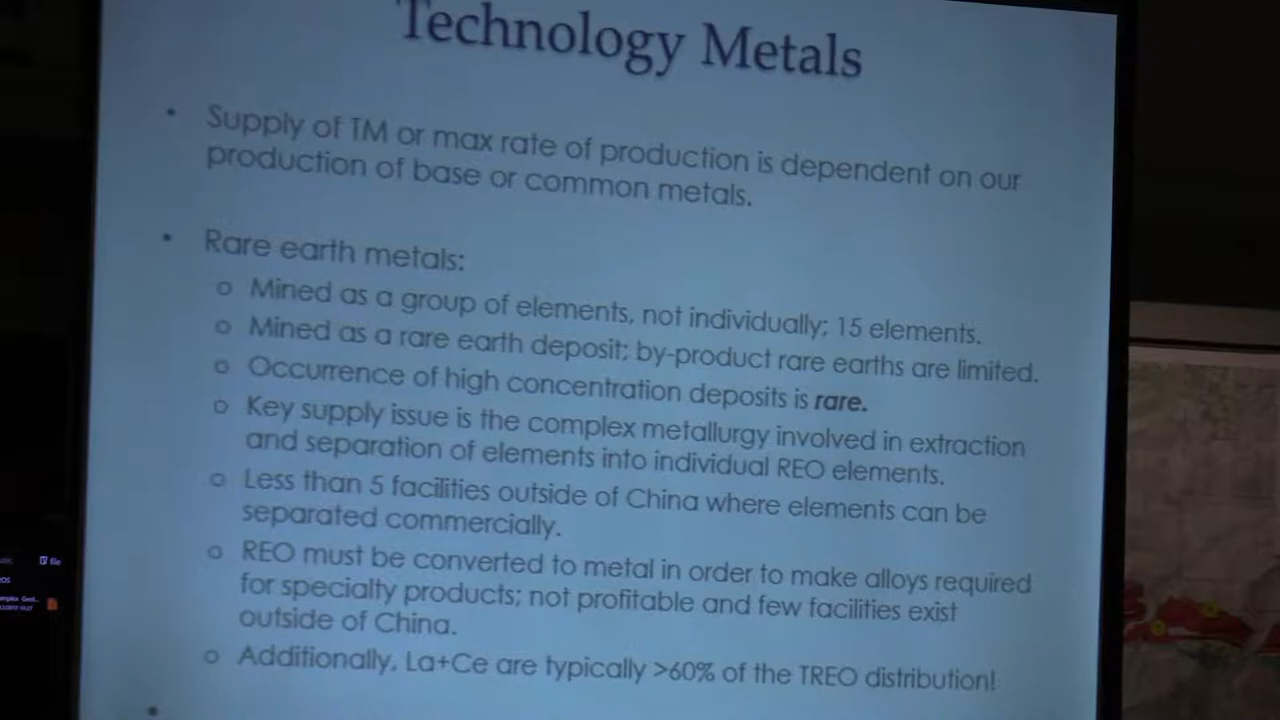 Technology Metals
• Supply of TM or max rate of production is dependent on our
production of base or common metals.
• Rare earth metals:
o Mined as a group of elements, not individually; 15 elements.
o Mined as a rare earth deposit; by-product rare earths are limited.
o Occurrence of high concentration deposits is rare.
o Key supply issue is the complex metallurgy involved in extraction
and separation of elements into individual REO elements.
o Less than 5 facilities outside of China where elements can be
separated commercially.
o REO must be converted to metal in order to make alloys required
for specialty products; not profitable and few facilities exist
outside of China.
o Additionally, La+Ce are typically >60% of the TREO distribution!
•
file